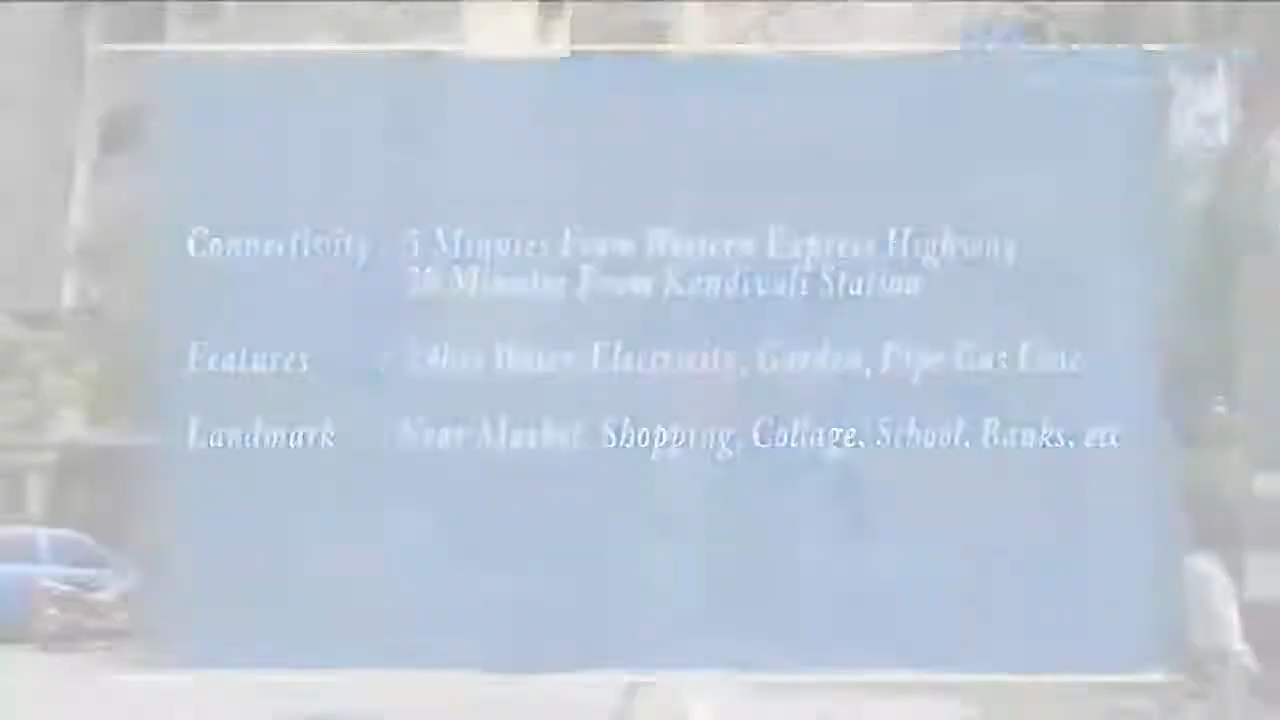 Connectivity : 5 Minutes From Western Express Highway
Minutes From Kandivali Station
Features : 24hrs Water, Electricity, Garden, Pipe Gas Line
Landmark : Near Market, Shopping, Collage, School, Banks, etc